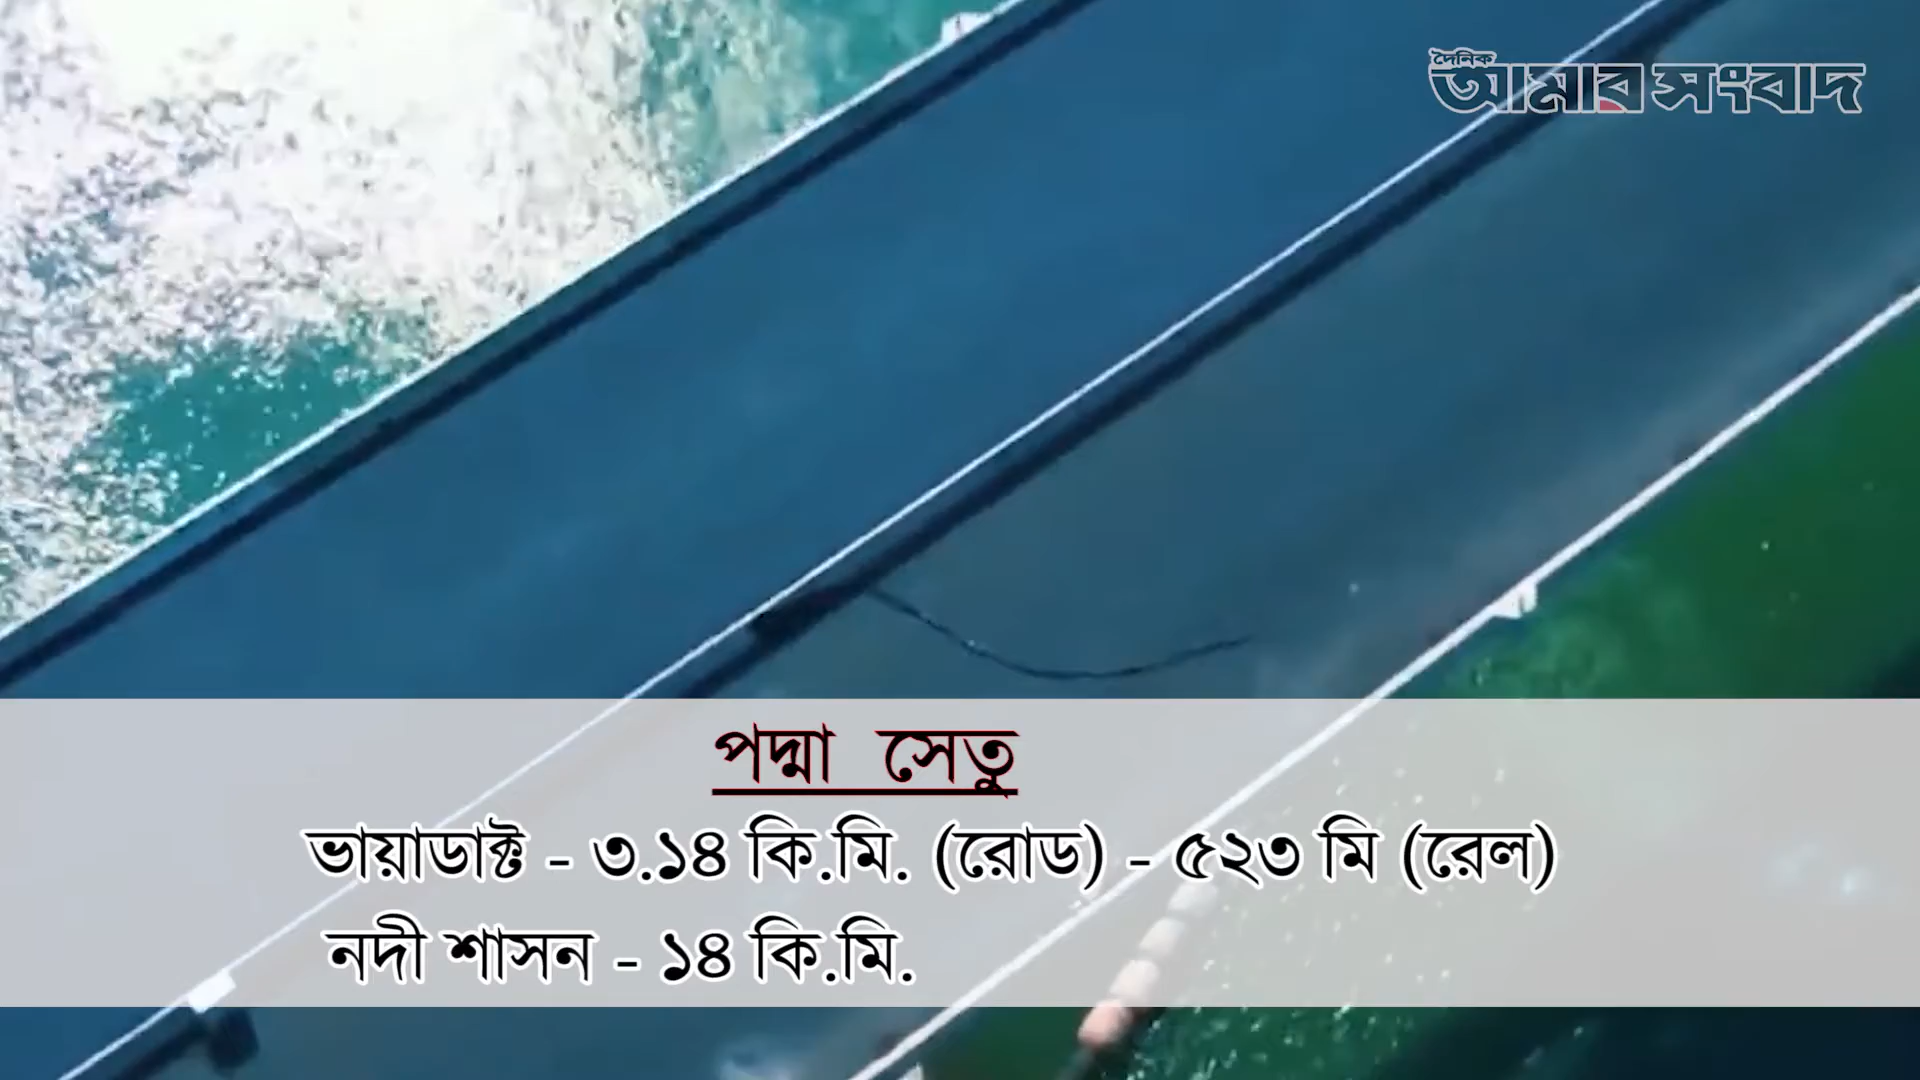 দৈনিক
আমার সংবাদ
পদ্মা সেতু
ভায়াডাক্ট - ৩.১৪ কি.মি. (রোড) - ৫২৩ মি (রেল)
নদী শাসন - ১৪ কি.মি.